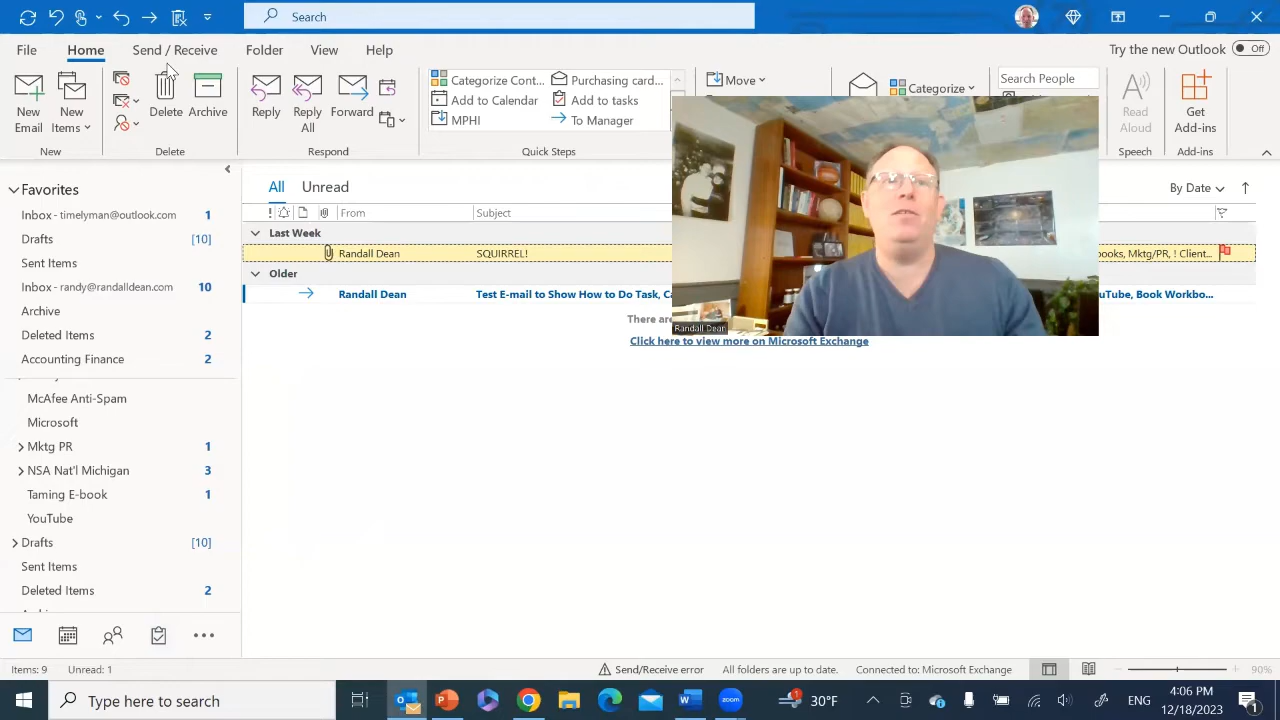 Search
File Home Send / Receive Folder View Help Try the new Outlook Off
New Email
New Items
New
Delete
Archive
Delete
Reply
Reply All
Forward
Respond
Categorize Cont...
Add to Calendar
MPHI
Purchasing card...
Add to tasks
To Manager
Quick Steps
Move
Categorize
Search People
Read Aloud
Speech
Get Add-ins
Add-ins
Favorites
Inbox - timelyman@outlook.com 1
Drafts [10]
Sent Items
Inbox - randy@randalldean.com 10
Archive
Deleted Items 2
Accounting Finance 2
McAfee Anti-Spam
Microsoft
Mktg PR 1
NSA Nat'l Michigan 3
Taming E-book 1
YouTube
Drafts [10]
Sent Items
Deleted Items 2
All Unread By Date
From Subject
Last Week
Randall Dean SQUIRREL! ooks, Mktg/PR, ! Client...
Older
Randall Dean Test E-mail to Show How to Do Task, Ca uTube, Book Workbo...
There are
Click here to view more on Microsoft Exchange
Randall Dean
Items: 9 Unread: 1 Send/Receive error All folders are up to date. Connected to: Microsoft Exchange 90%
Type here to search 1 30°F ENG 4:06 PM
12/18/2023 1
zoom